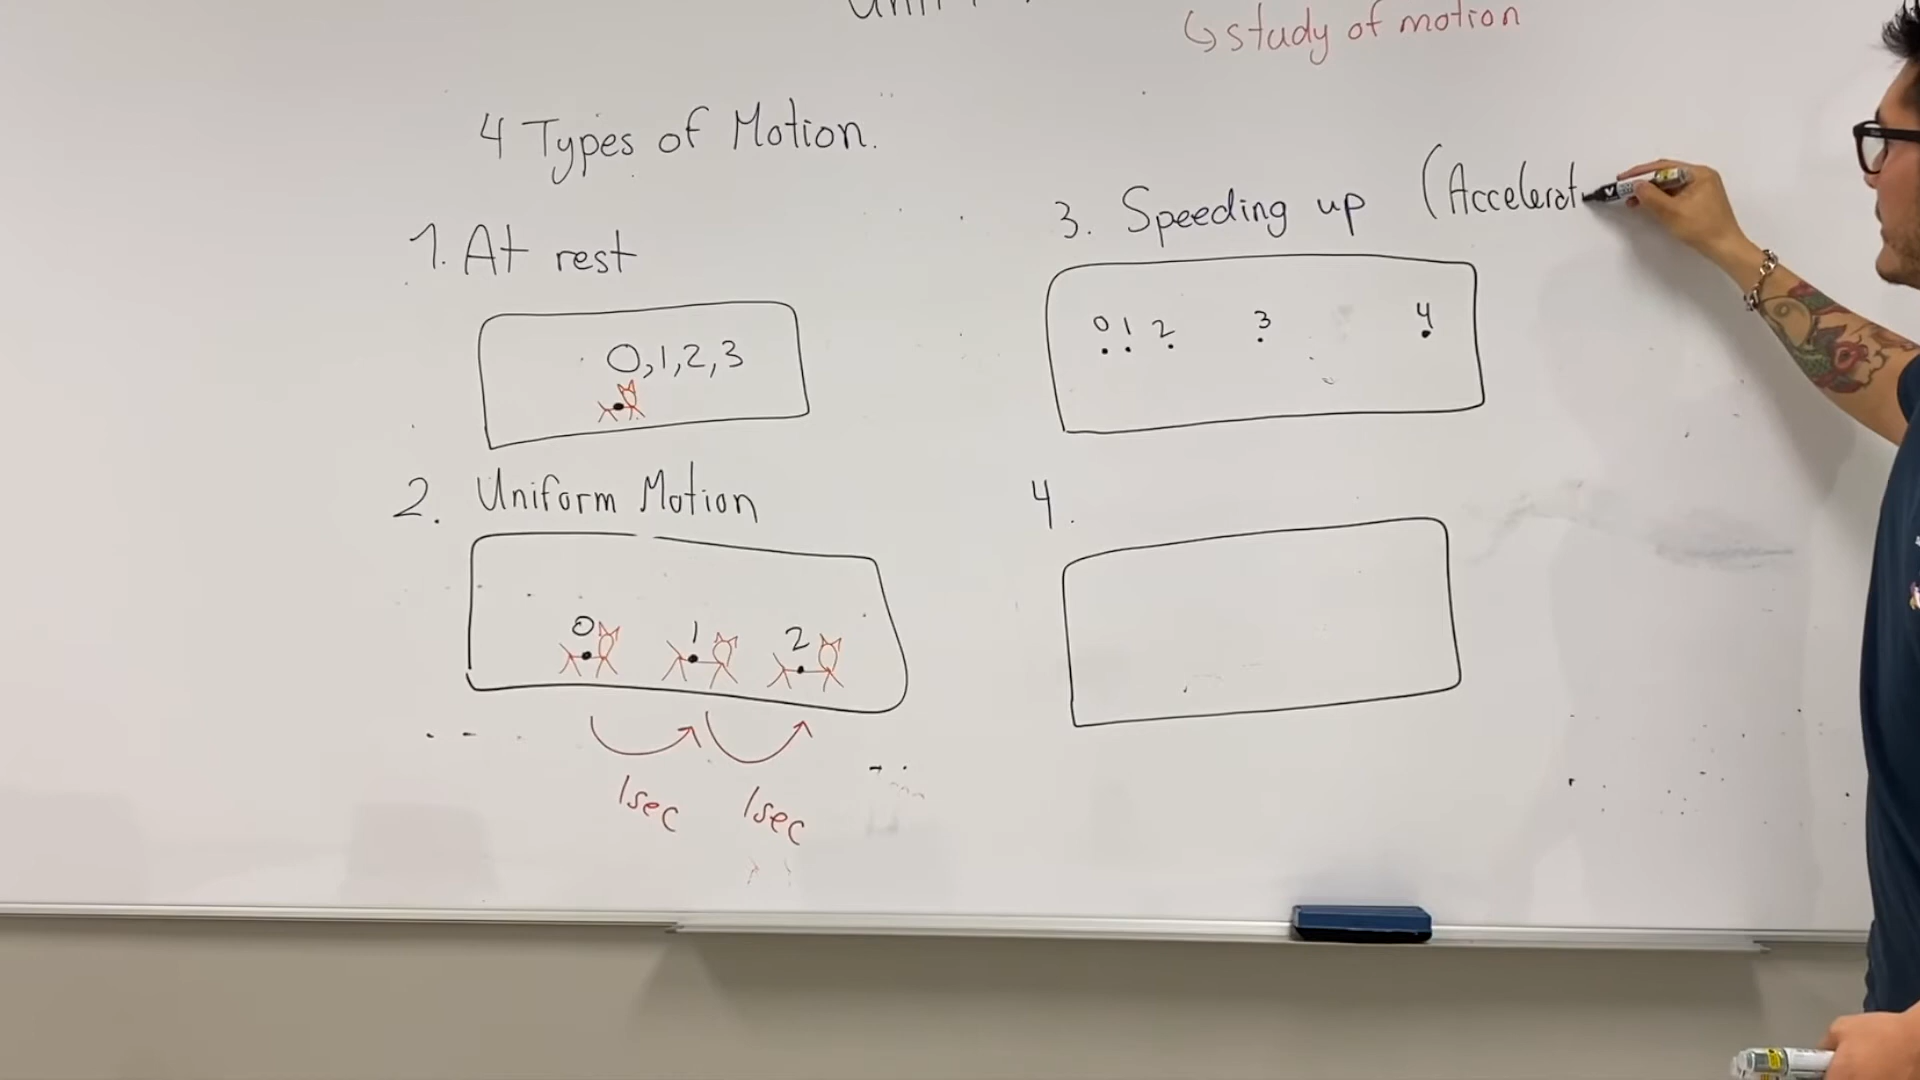 study of motion
4 Types of Motion.
1. At rest
0,1,2,3
2. Uniform Motion
0 1 2
1sec 1sec
3. Speeding up (Accelerat
0 1 2 3 4
4.